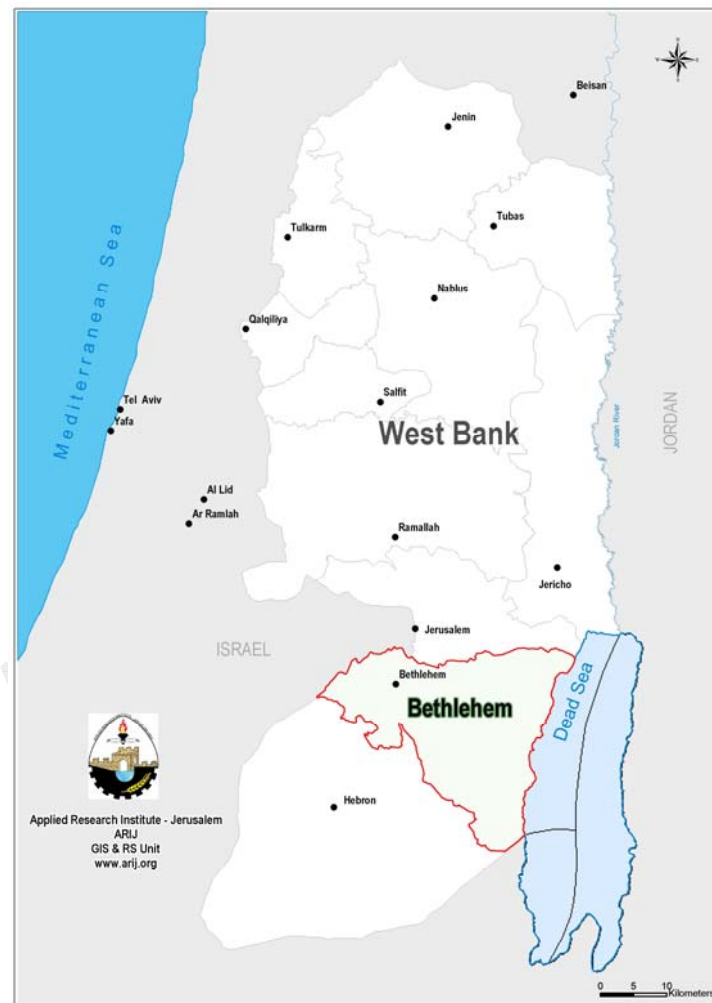 Beisan
Jenin
Tubas
Tulkarm
Nablus
Qalqiliya
Mediterranean Sea
Salfit
Tel Aviv
Yafa
West Bank
Jordan River
JORDAN
Al Lid
Ar Ramlah
Ramallah
Jericho
Jerusalem
ISRAEL
Bethlehem
Bethlehem
Dead Sea
Hebron
Applied Research Institute - Jerusalem
ARIJ
GIS & RS Unit
www.arij.org
0 5 10
Kilometers